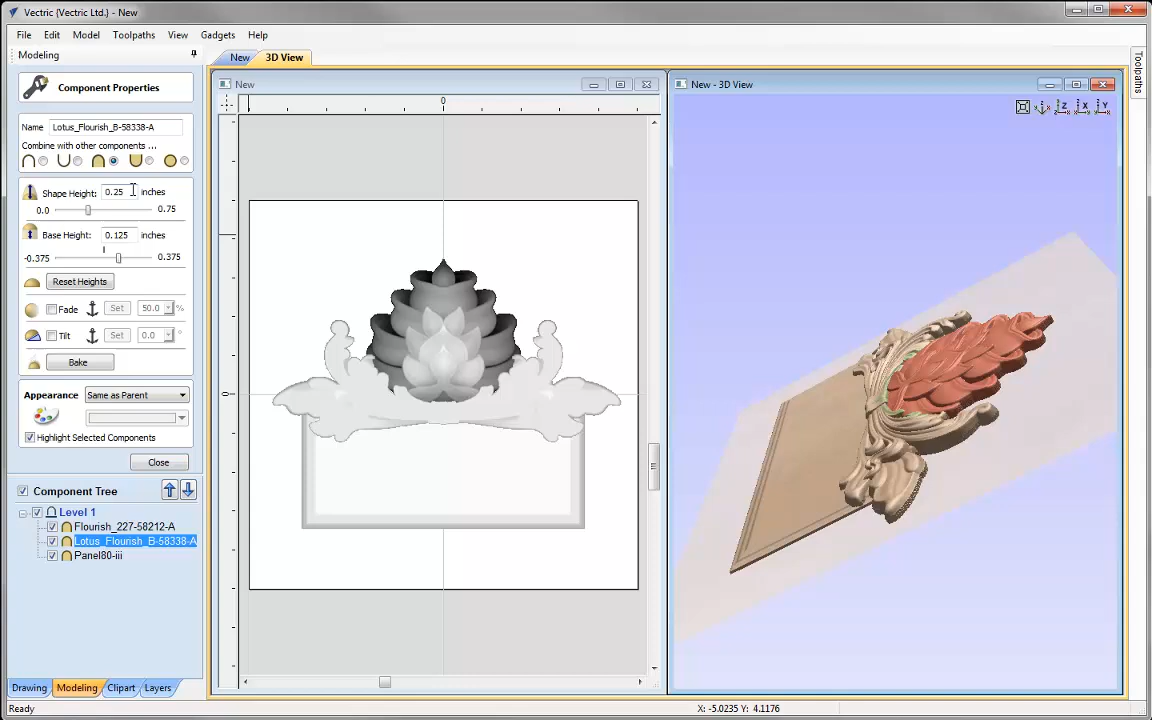 Vectric {Vectric Ltd.} - New
File Edit Model Toolpaths View Gadgets Help
Modeling
New 3D View
Toolpaths
New
New - 3D View
Component Properties
0
Z X Y
Name Lotus_Flourish_B-58338-A
Combine with other components ...
Shape Height: 0.25 inches
0.0 0.75
Base Height: 0.125 inches
-0.375 0.375
Reset Heights
Fade Set 50.0 %
Tilt Set 0.0 °
Bake
Appearance Same as Parent
0
Highlight Selected Components
Close
Component Tree
Level 1
Flourish_227-58212-A
Lotus_Flourish_B-58338-A
Panel80-iii
Drawing Modeling Clipart Layers
Ready
X: -5.0235 Y: 4.1176